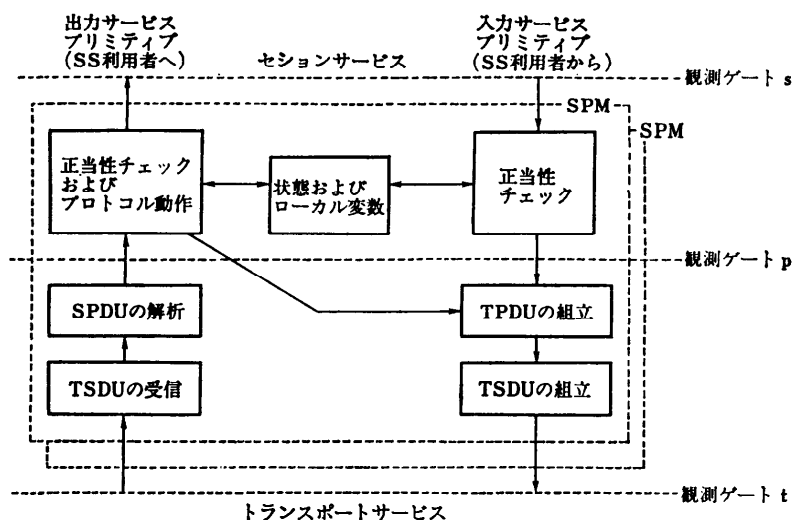 出力サービス
プリミティブ
(SS利用者へ)
セションサービス
入力サービス
プリミティブ
(SS利用者から)
観測ゲート s
SPM
SPM
正当性チェック
および
プロトコル動作
状態および
ローカル変数
正当性
チェック
観測ゲート p
SPDUの解析
TPDUの組立
TSDUの受信
TSDUの組立
観測ゲート t
トランスポートサービス